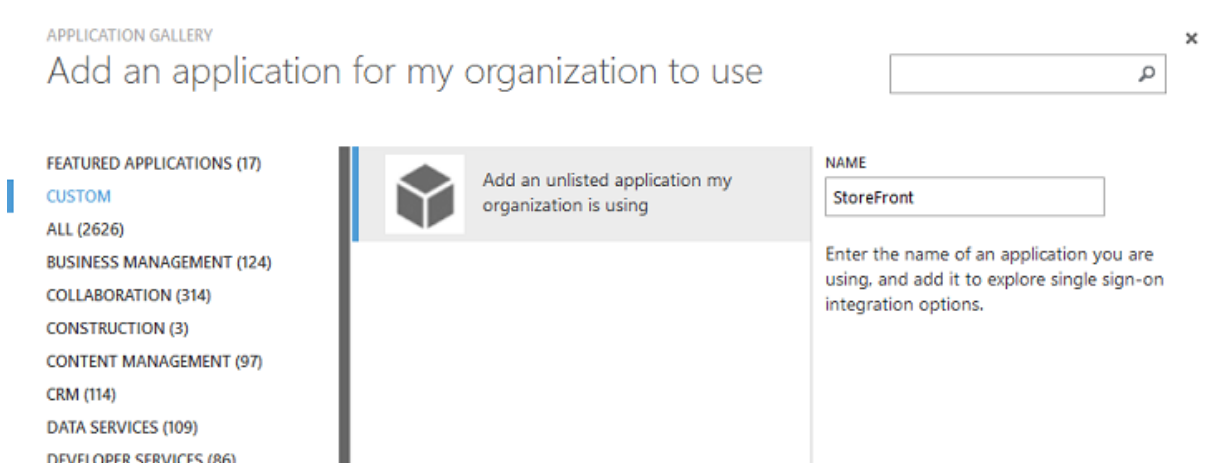 APPLICATION GALLERY
Add an application for my organization to use
FEATURED APPLICATIONS (17)
CUSTOM
ALL (2626)
BUSINESS MANAGEMENT (124)
COLLABORATION (314)
CONSTRUCTION (3)
CONTENT MANAGEMENT (97)
CRM (114)
DATA SERVICES (109)
DEVELOPER SERVICES (86)
Add an unlisted application my
organization is using
NAME
StoreFront
Enter the name of an application you are
using, and add it to explore single sign-on
integration options.